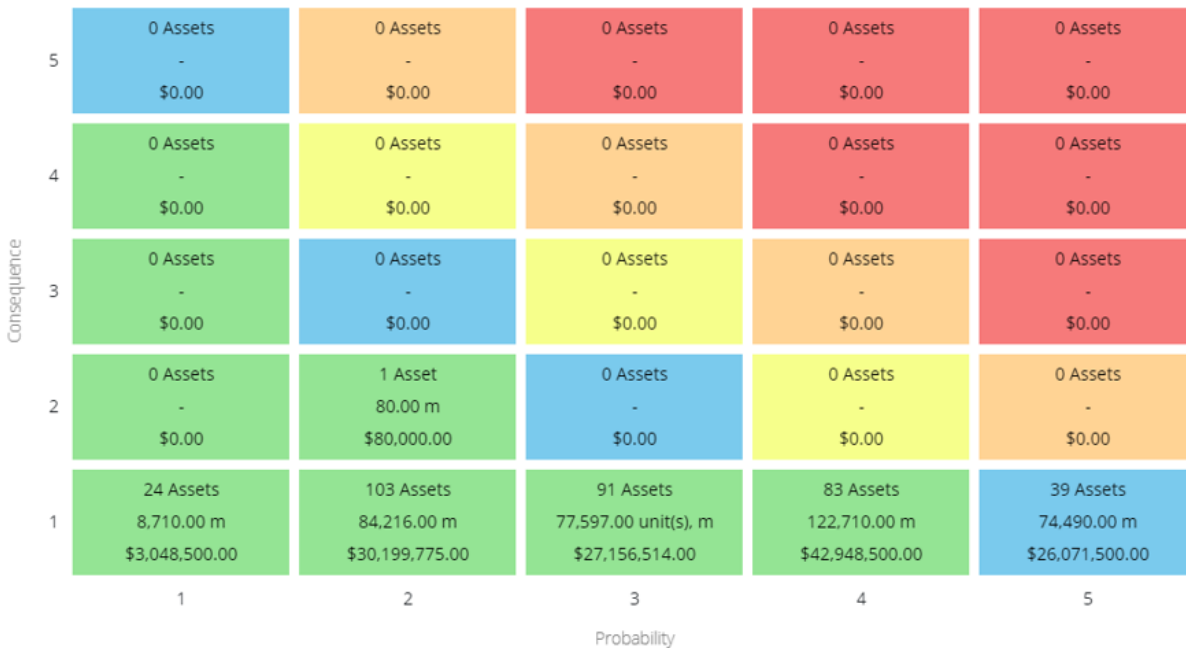 0 Assets
-
$0.00
0 Assets
-
$0.00
0 Assets
-
$0.00
0 Assets
-
$0.00
0 Assets
-
$0.00
5
0 Assets
-
$0.00
0 Assets
-
$0.00
0 Assets
-
$0.00
0 Assets
-
$0.00
0 Assets
-
$0.00
4
Consequence
0 Assets
-
$0.00
0 Assets
-
$0.00
0 Assets
-
$0.00
0 Assets
-
$0.00
0 Assets
-
$0.00
3
0 Assets
-
$0.00
1 Asset
80.00 m
$80,000.00
0 Assets
-
$0.00
0 Assets
-
$0.00
0 Assets
-
$0.00
2
24 Assets
8,710.00 m
$3,048,500.00
103 Assets
84,216.00 m
$30,199,775.00
91 Assets
77,597.00 unit(s), m
$27,156,514.00
83 Assets
122,710.00 m
$42,948,500.00
39 Assets
74,490.00 m
$26,071,500.00
1
1
2
3
4
5
Probability